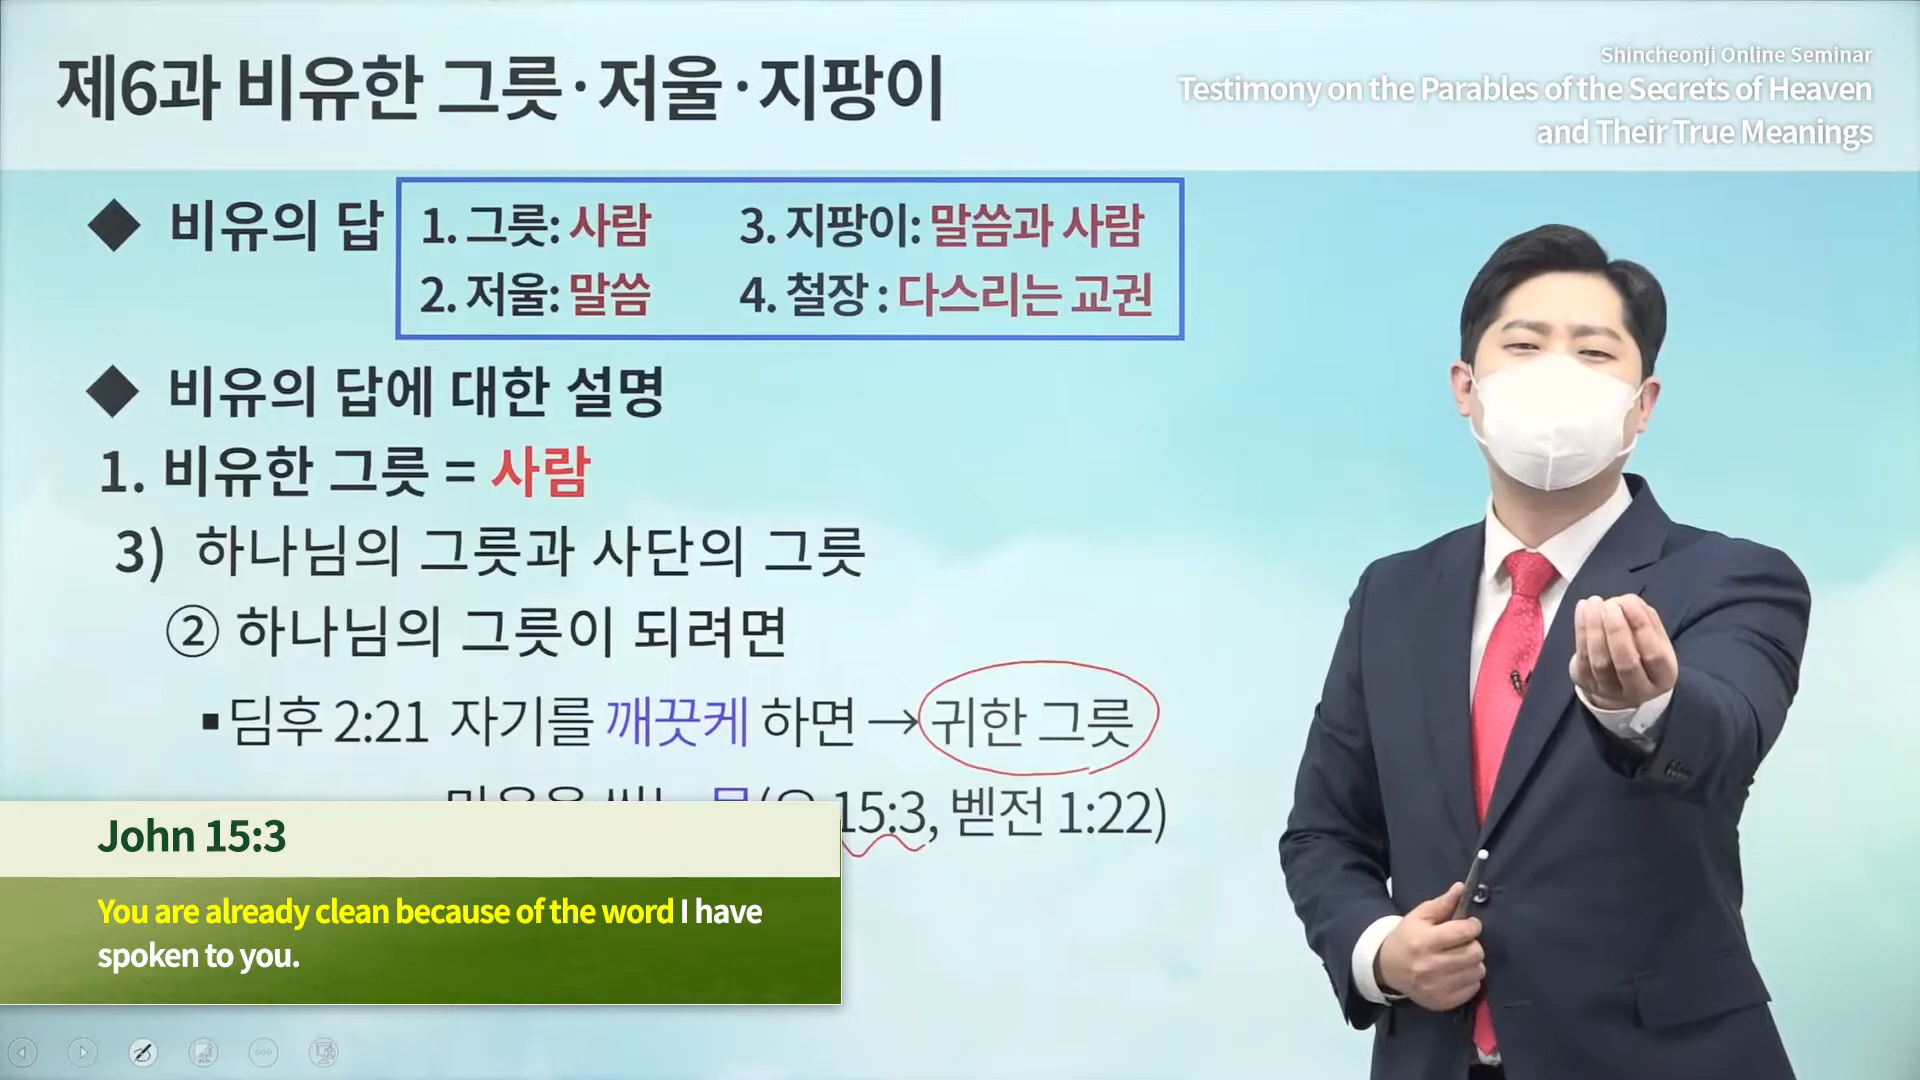 제6과 비유한 그릇·저울·지팡이
Shincheonji Online Seminar
Testimony on the Parables of the Secrets of Heaven
and Their True Meanings
◆ 비유의 답
1. 그릇: 사람
3. 지팡이: 말씀과 사람
2. 저울: 말씀
4. 철장 : 다스리는 교권
◆ 비유의 답에 대한 설명
1. 비유한 그릇 = 사람
3) 하나님의 그릇과 사단의 그릇
② 하나님의 그릇이 되려면
▪딤후 2:21 자기를 깨끗케 하면 → 귀한 그릇
15:3, 벧전 1:22)
John 15:3
You are already clean because of the word I have
spoken to you.